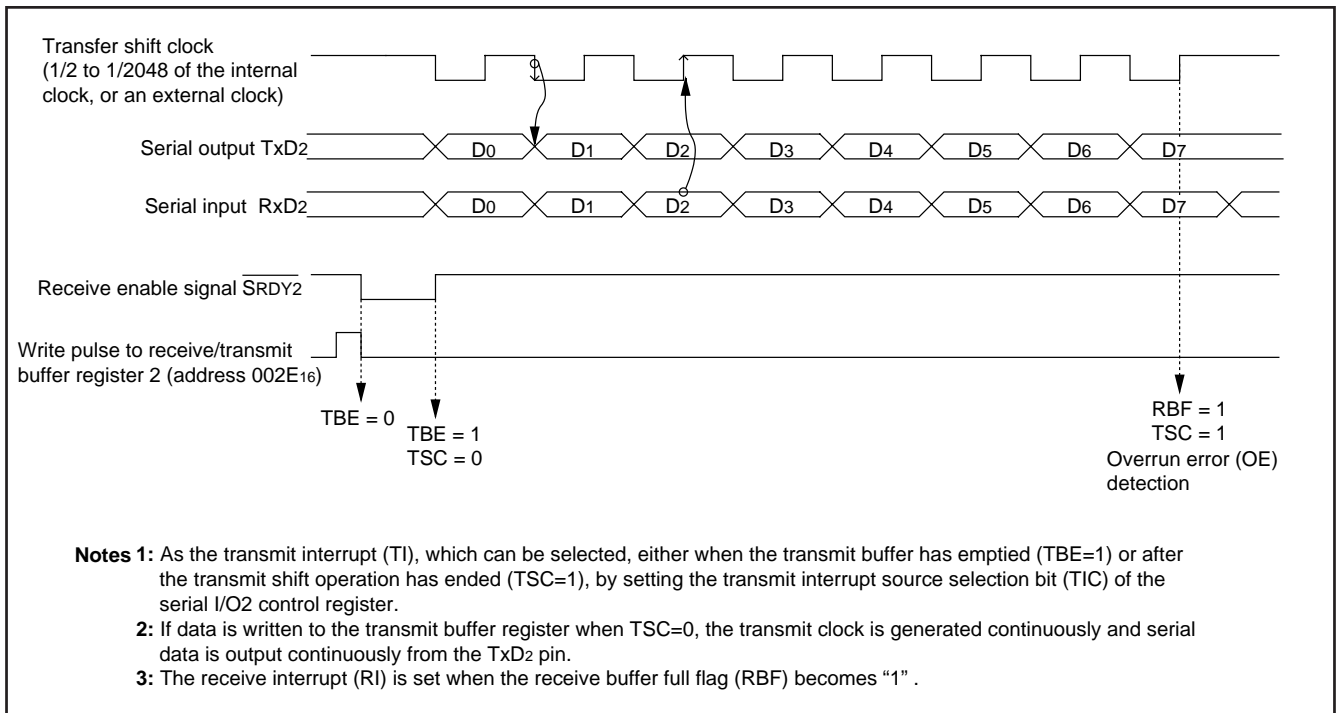 Transfer shift clock
(1/2 to 1/2048 of the internal
clock, or an external clock)
Serial output TxD2
D0 D1 D2 D3 D4 D5 D6 D7
Serial input RxD2
D0 D1 D2 D3 D4 D5 D6 D7
Receive enable signal SRDY2
Write pulse to receive/transmit
buffer register 2 (address 002E16)
TBE = 0
TBE = 1
TSC = 0
RBF = 1
TSC = 1
Overrun error (OE)
detection
Notes 1: As the transmit interrupt (TI), which can be selected, either when the transmit buffer has emptied (TBE=1) or after
the transmit shift operation has ended (TSC=1), by setting the transmit interrupt source selection bit (TIC) of the
serial I/O2 control register.
2: If data is written to the transmit buffer register when TSC=0, the transmit clock is generated continuously and serial
data is output continuously from the TxD2 pin.
3: The receive interrupt (RI) is set when the receive buffer full flag (RBF) becomes “1” .